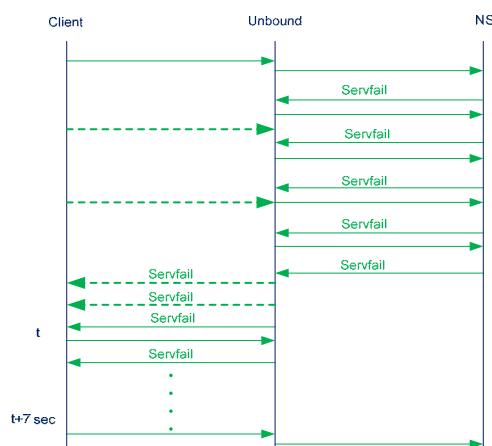 Client
Unbound
NS
Servfail
Servfail
Servfail
Servfail
Servfail
Servfail
Servfail
Servfail
t
Servfail
t+7 sec